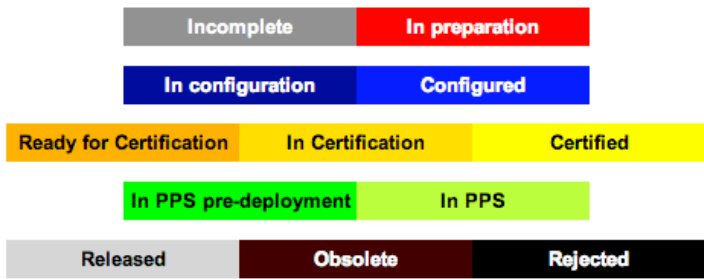 Incomplete In preparation
In configuration Configured
Ready for Certification In Certification Certified
In PPS pre-deployment In PPS
Released Obsolete Rejected